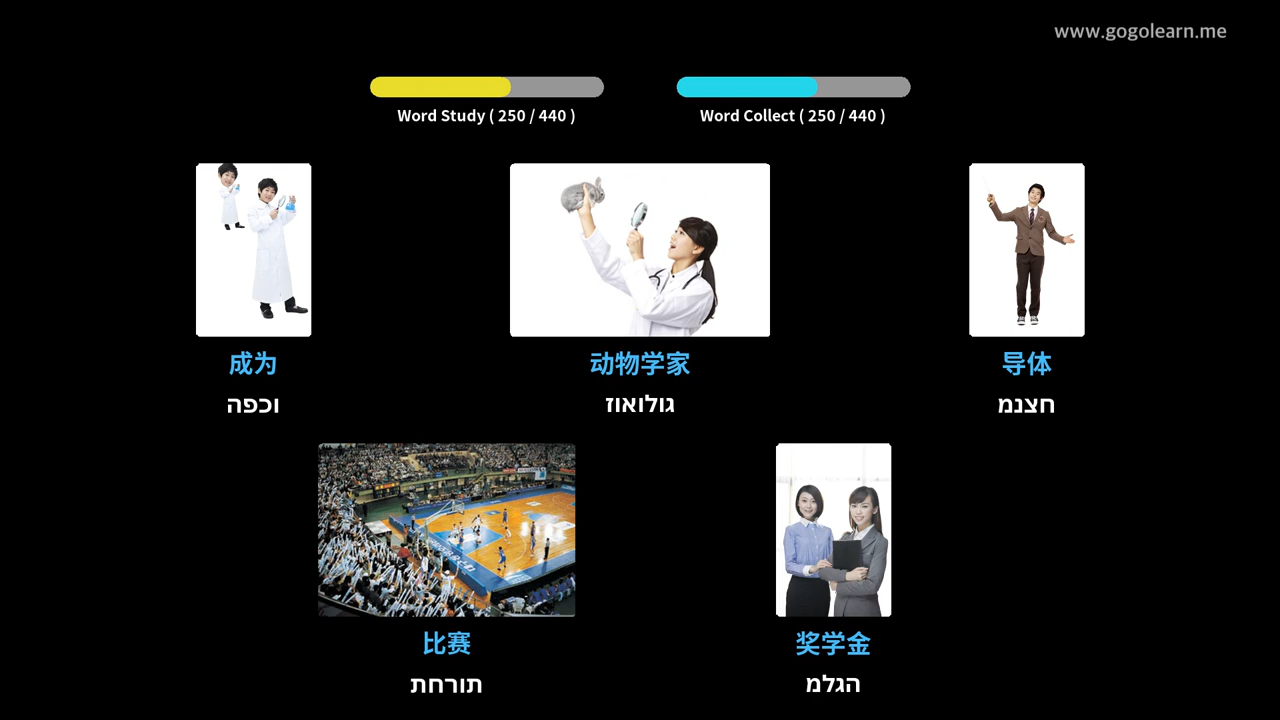 www.gogolearn.me
Word Study ( 250 / 440 )
Word Collect ( 250 / 440 )
成为
וכפה
动物学家
גולואוז
导体
חצנמ
比赛
תורחת
奖学金
הגלמ